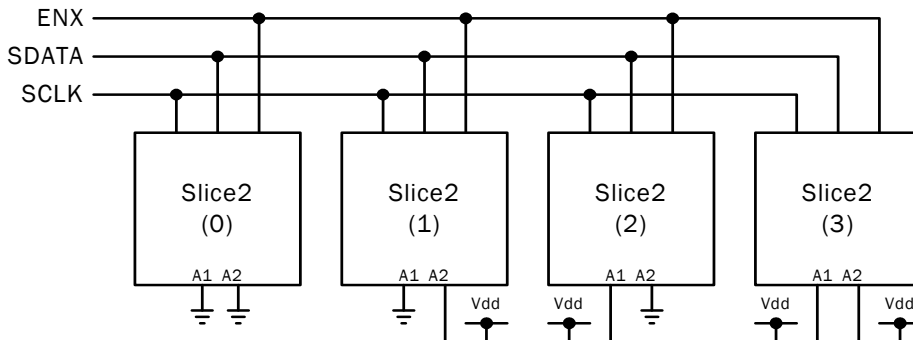 ENX
SDATA
SCLK
Slice2 Slice2 Slice2 Slice2
(0) (1) (2) (3)
A1 A2 A1 A2 A1 A2 A1 A2
Vdd Vdd Vdd Vdd